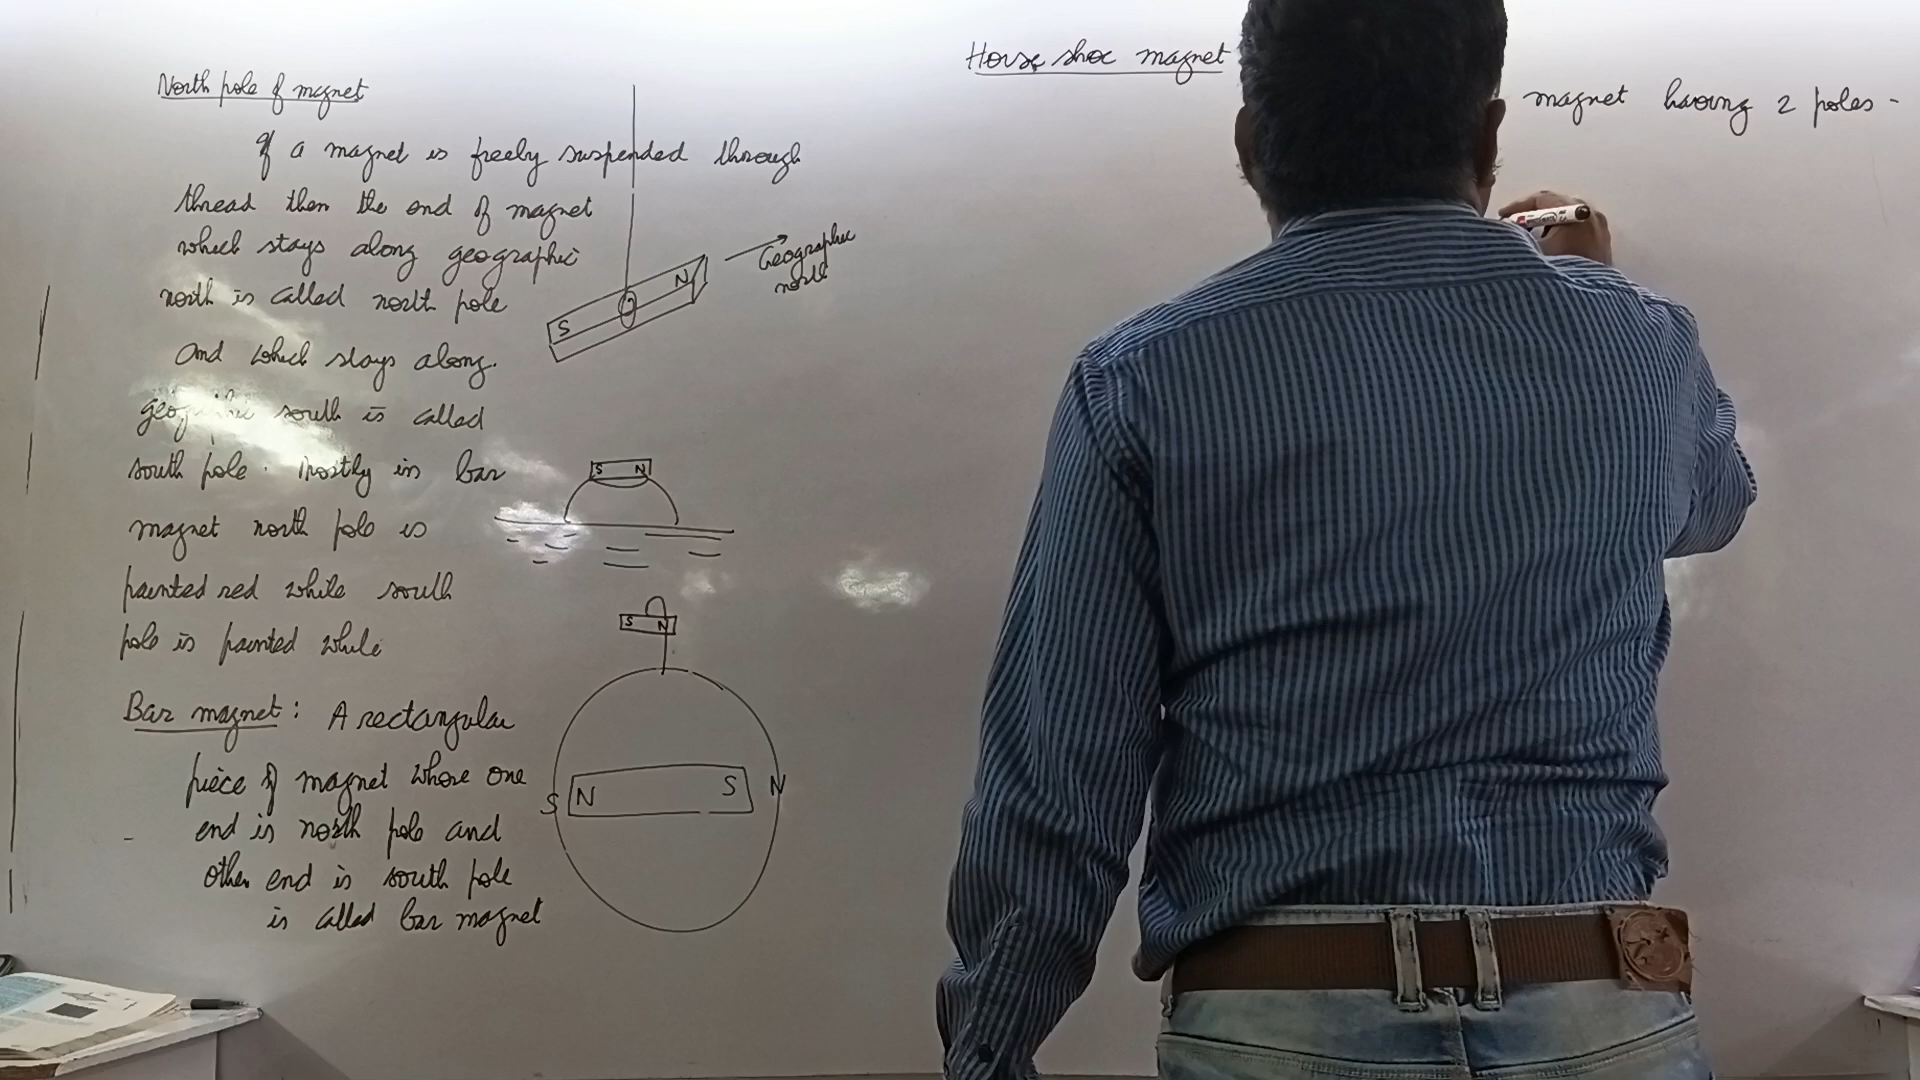 North pole of magnet
If a magnet is freely suspended through
thread then the end of magnet
which stays along geographic
north is called north pole
and which stays along.
geographic south is called
south pole. Mostly in bar
magnet north pole is
painted red while south
pole is painted while
Bar magnet: A rectangular
piece of magnet whose one
end is north pole and
other end is south pole
is called bar magnet
N
S
Geographic
north
S N
S N
S N S N
Horse shoe magnet
magnet having 2 poles -